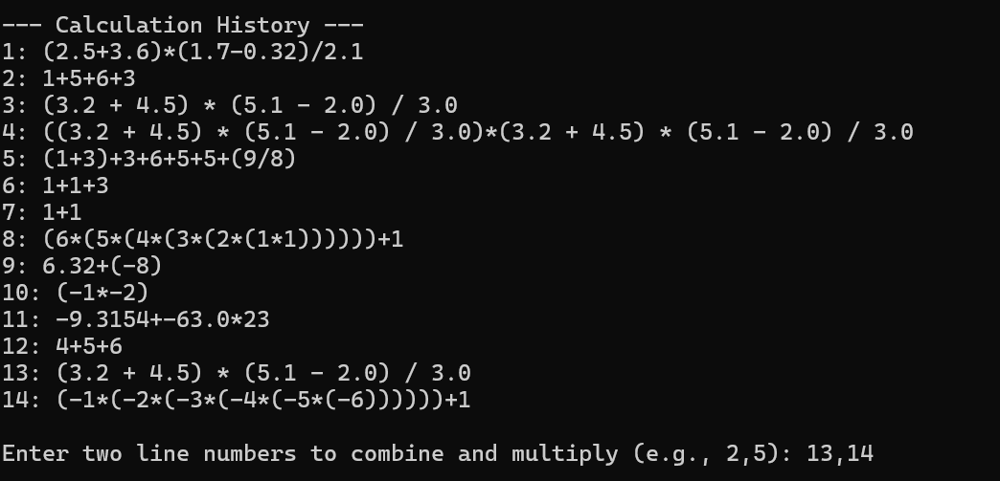 --- Calculation History ---
1: (2.5+3.6)*(1.7-0.32)/2.1
2: 1+5+6+3
3: (3.2 + 4.5) * (5.1 - 2.0) / 3.0
4: ((3.2 + 4.5) * (5.1 - 2.0) / 3.0)*(3.2 + 4.5) * (5.1 - 2.0) / 3.0
5: (1+3)+3+6+5+5+(9/8)
6: 1+1+3
7: 1+1
8: (6*(5*(4*(3*(2*(1*1))))))+1
9: 6.32+(-8)
10: (-1*-2)
11: -9.3154+-63.0*23
12: 4+5+6
13: (3.2 + 4.5) * (5.1 - 2.0) / 3.0
14: (-1*(-2*(-3*(-4*(-5*(-6))))))+1
Enter two line numbers to combine and multiply (e.g., 2,5): 13,14